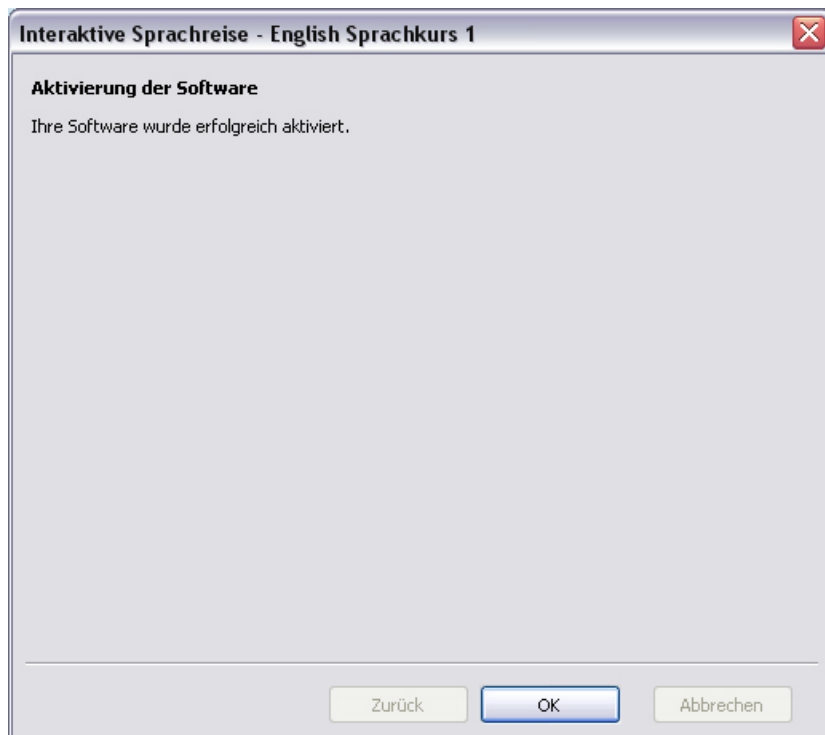 Interaktive Sprachreise - English Sprachkurs 1
Aktivierung der Software
Ihre Software wurde erfolgreich aktiviert.
Zurück OK Abbrechen